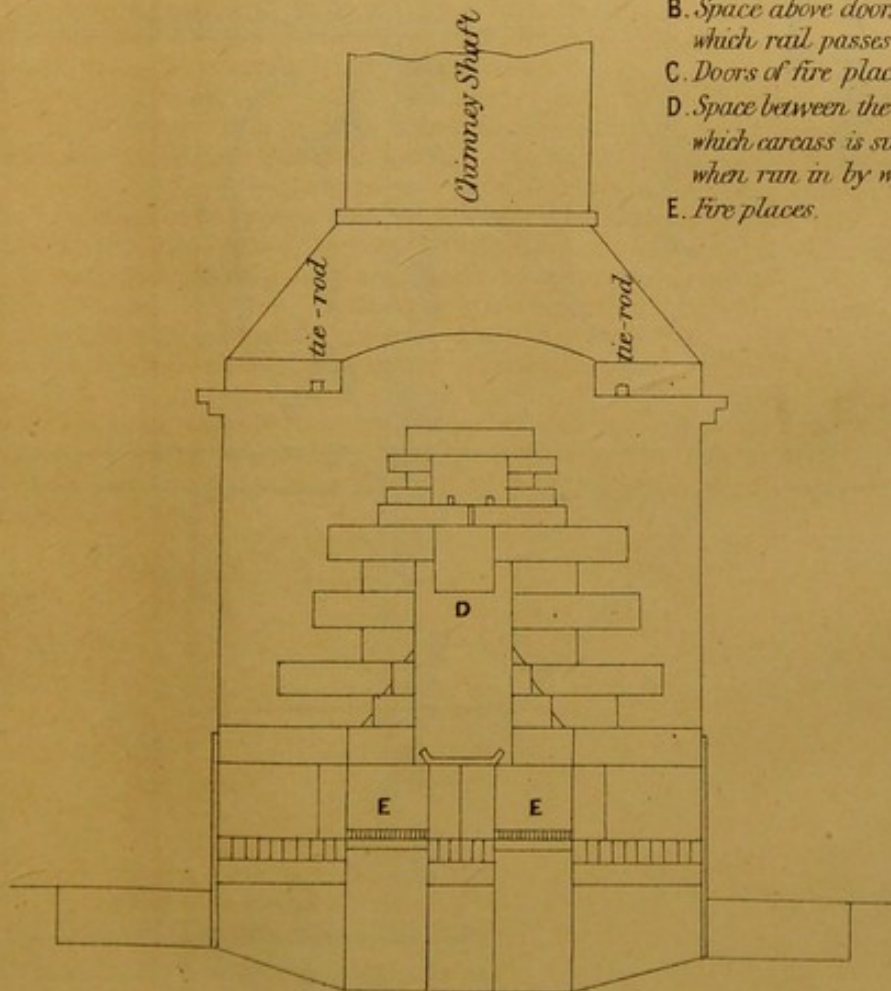 B. Space above door
which rail passes
C. Doors of fire plac
D. Space between the
which carcass is su
when run in by w
E. Fire places.
Chimney Shaft
tie-rod
tie-rod
D
E
E